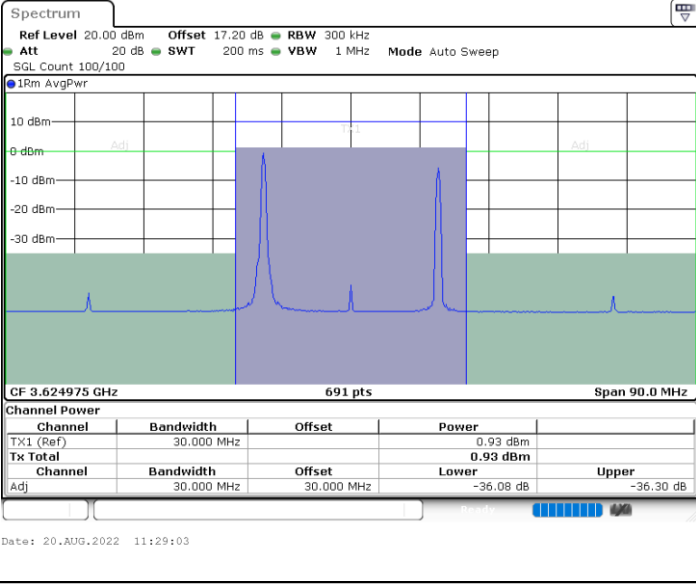 Spectrum
Ref Level 20.00 dBm Offset 17.20 dB RBW 300 kHz
Att 20 dB SWT 200 ms VBW 1 MHz Mode Auto Sweep
SGL Count 100/100
1Rm AvgPwr
10 dBm
Tx1
Adj Adj
0 dBm
-10 dBm
-20 dBm
-30 dBm
CF 3.624975 GHz 691 pts Span 90.0 MHz
Channel Power
Channel Bandwidth Offset Power
TX1 (Ref) 30.000 MHz 0.93 dBm
Tx Total 0.93 dBm
Channel Bandwidth Offset Lower Upper
Adj 30.000 MHz 30.000 MHz -36.08 dB -36.30 dB
Ready
Date: 20.AUG.2022 11:29:03